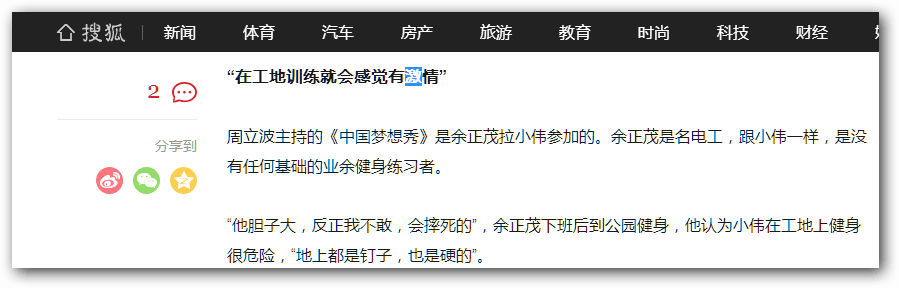 搜狐 新闻 体育 汽车 房产 旅游 教育 时尚 科技 财经
“在工地训练就会感觉有激情”
2
周立波主持的《中国梦想秀》是余正茂拉小伟参加的。余正茂是名电工，跟小伟一样，是没
分享到
有任何基础的业余健身练习者。
“他胆子大，反正我不敢，会摔死的”，余正茂下班后到公园健身，他认为小伟在工地上健身
很危险，“地上都是钉子，也是硬的”。